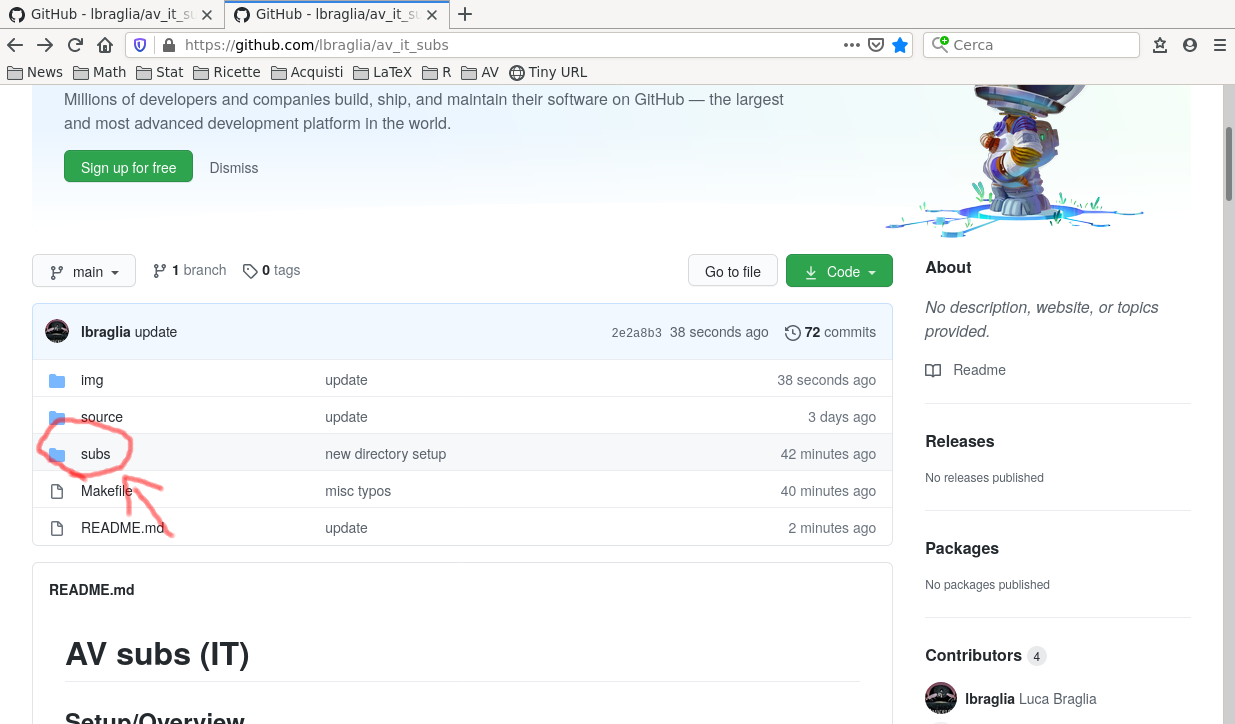 GitHub - lbraglia/av_it_su
GitHub - lbraglia/av_it_su
https://github.com/lbraglia/av_it_subs
Cerca
News Math Stat Ricette Acquisti LaTeX R AV Tiny URL
Millions of developers and companies build, ship, and maintain their software on GitHub — the largest
and most advanced development platform in the world.
Sign up for free Dismiss
main 1 branch 0 tags Go to file Code
lbraglia update 2e2a8b3 38 seconds ago 72 commits
img update 38 seconds ago
source update 3 days ago
subs new directory setup 42 minutes ago
Makefile misc typos 40 minutes ago
README.md update 2 minutes ago
README.md
AV subs (IT)
Setup/Overview
About
No description, website, or topics
provided.
Readme
Releases
No releases published
Packages
No packages published
Contributors 4
lbraglia Luca Braglia